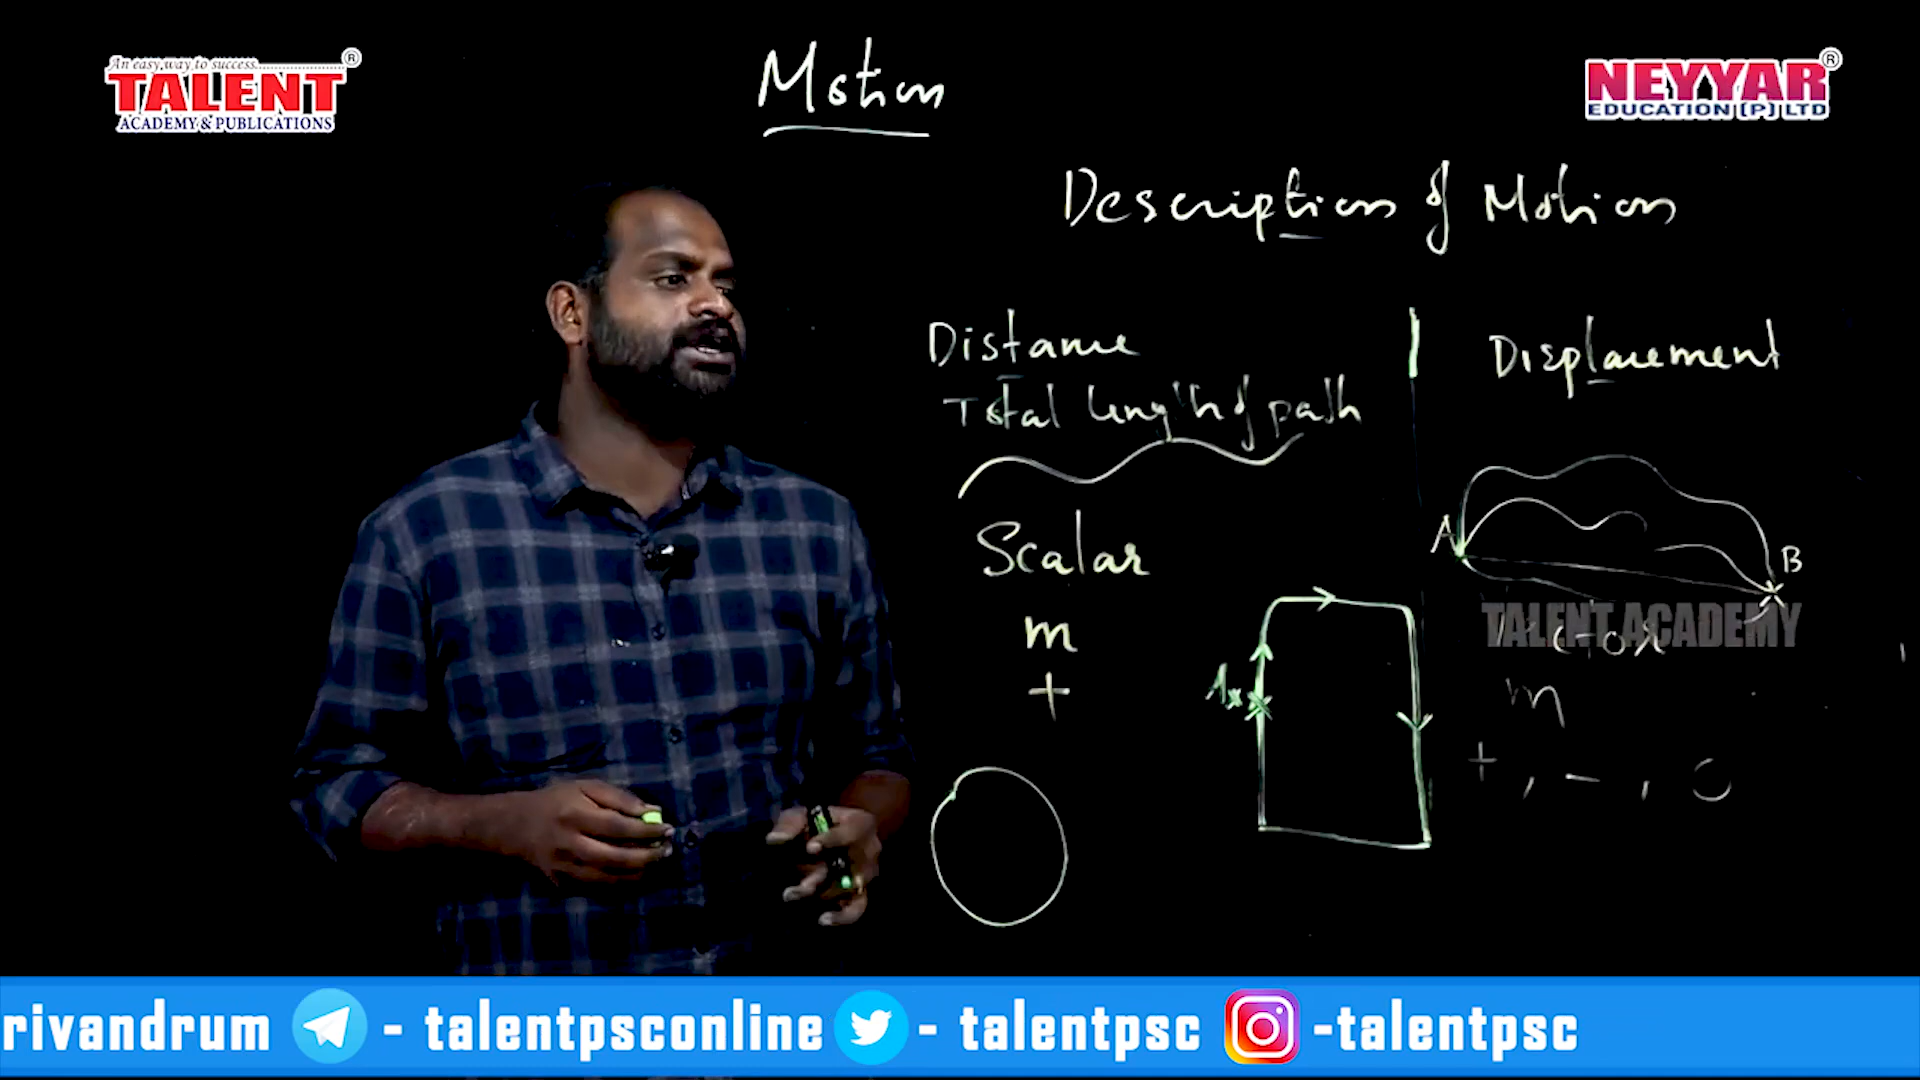 An easy way to success....................
TALENT®
ACADEMY & PUBLICATIONS
Motion
NEYYAR®
EDUCATION (P) LTD
Description of Motion
Distance
Displacement
Total length of path
Scalar
A
B
TALENT ACADEMY
m
m
+
+ , - , 0
rivandrum - talentpsconline - talentpsc -talentpsc